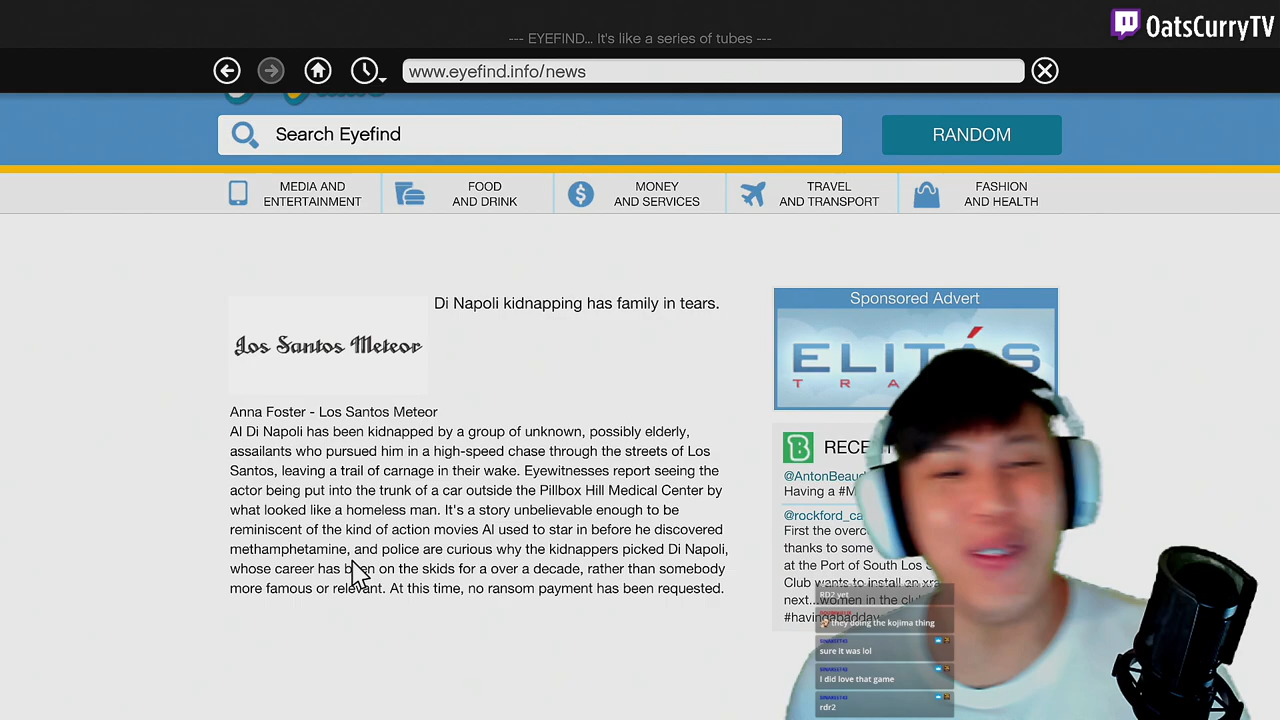 OatsCurryTV
--- EYEFIND... It's like a series of tubes ---
www.eyefind.info/news
Search Eyefind
RANDOM
MEDIA AND
ENTERTAINMENT
FOOD
AND DRINK
MONEY
AND SERVICES
TRAVEL
AND TRANSPORT
FASHION
AND HEALTH
Los Santos Meteor
Di Napoli kidnapping has family in tears.
Anna Foster - Los Santos Meteor
Al Di Napoli has been kidnapped by a group of unknown, possibly elderly,
assailants who pursued him in a high-speed chase through the streets of Los
Santos, leaving a trail of carnage in their wake. Eyewitnesses report seeing the
actor being put into the trunk of a car outside the Pillbox Hill Medical Center by
what looked like a homeless man. It's a story unbelievable enough to be
reminiscent of the kind of action movies Al used to star in before he discovered
methamphetamine, and police are curious why the kidnappers picked Di Napoli,
whose career has been on the skids for a over a decade, rather than somebody
more famous or relevant. At this time, no ransom payment has been requested.
Sponsored Advert
ELITÁS
TRA
B
RECE
@AntonBeau
Having a #M
@rockford_ca
First the overc
thanks to some
at the Port of South Los S
Club wants to install an xra
next...women in the club
#havingabadday
RD2 yet
they doing the kojima thing
sure it was lol
I did love that game
rdr2